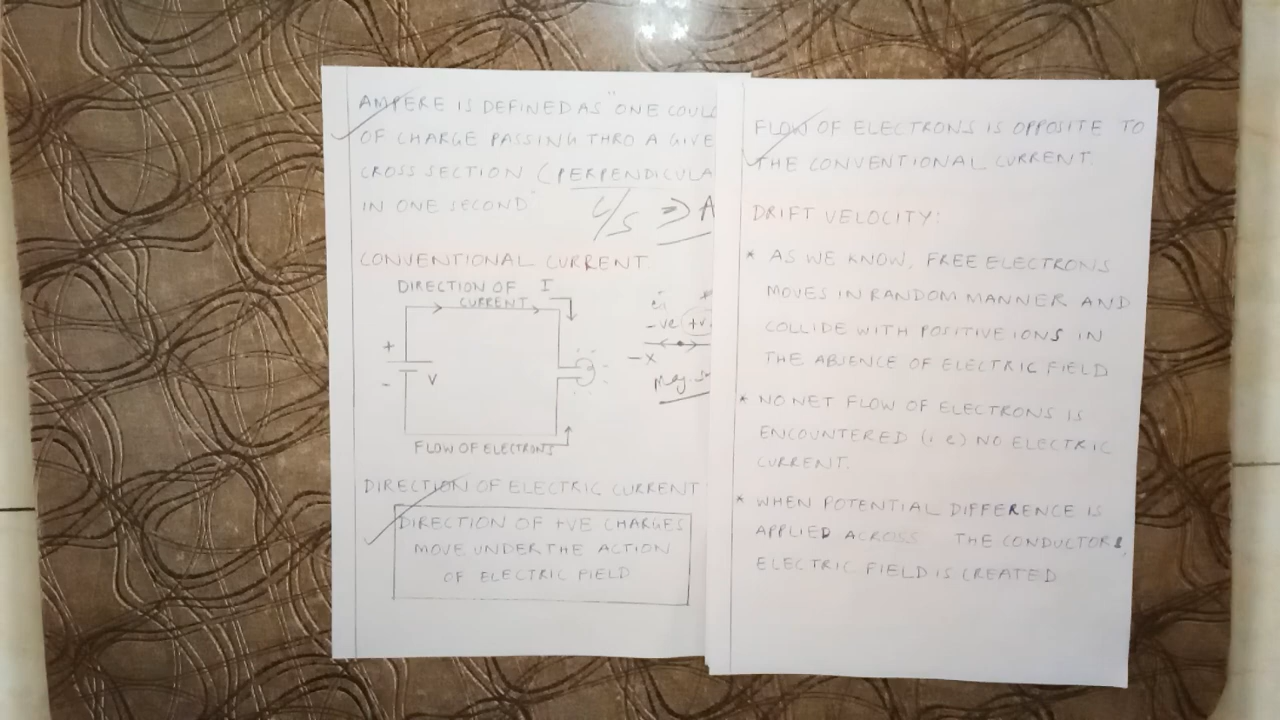 AMPERE IS DEFINED AS "ONE COUL
OF CHARGE PASSING THRO A GIVE
CROSS SECTION (PERPENDICULA
IN ONE SECOND"
C/S ⇒ A
CONVENTIONAL CURRENT.
DIRECTION OF I
CURRENT
+
-
V
FLOW OF ELECTRONS
-ve +v
-x
DIRECTION OF ELECTRIC CURRENT
DIRECTION OF +VE CHARGES
MOVE UNDER THE ACTION
OF ELECTRIC FIELD
FLOW OF ELECTRONS IS OPPOSITE TO
THE CONVENTIONAL CURRENT.
DRIFT VELOCITY:
* AS WE KNOW, FREE ELECTRONS
MOVES IN RANDOM MANNER AND
COLLIDE WITH POSITIVE IONS IN
THE ABSENCE OF ELECTRIC FIELD
* NO NET FLOW OF ELECTRONS IS
ENCOUNTERED (i e) NO ELECTRIC
CURRENT.
* WHEN POTENTIAL DIFFERENCE IS
APPLIED ACROSS THE CONDUCTOR,
ELECTRIC FIELD IS CREATED